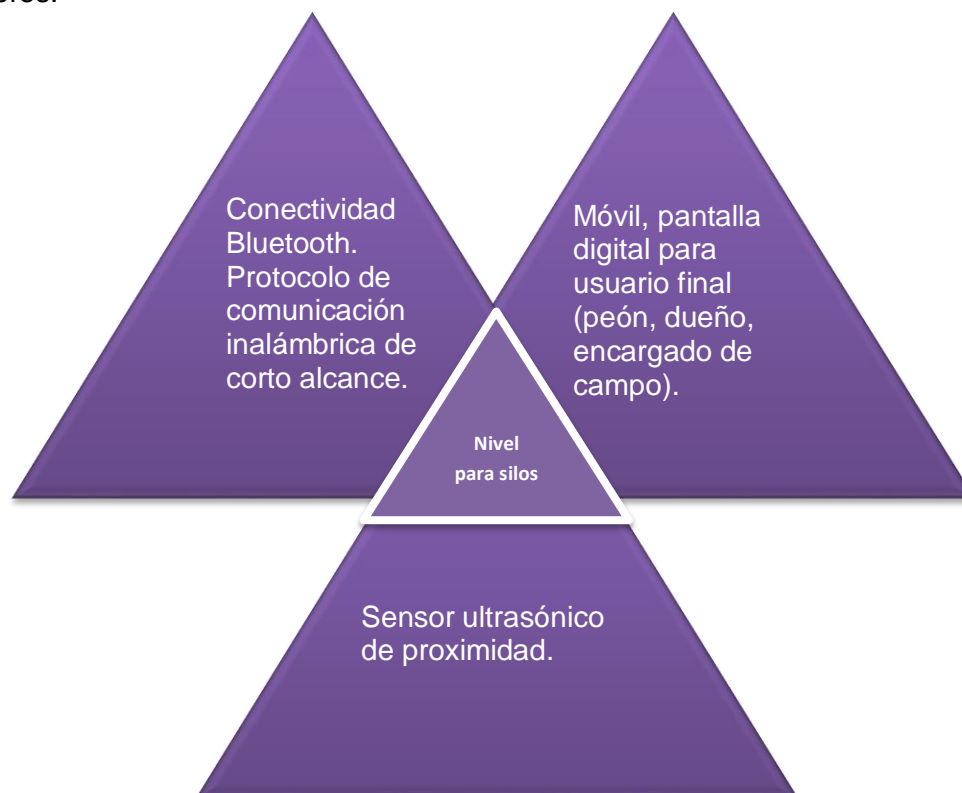 Conectividad
Bluetooth.
Protocolo de
comunicación
inalámbrica de
corto alcance.
Móvil, pantalla
digital para
usuario final
(peón, dueño,
encargado de
campo).
Nivel
para silos
Sensor ultrasónico
de proximidad.